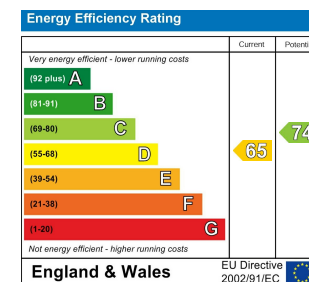 Energy Efficiency Rating
Current Potenti
Very energy efficient - lower running costs
(92 plus) A
(81-91) B
(69-80) C 74
(55-68) D 65
(39-54) E
(21-38) F
(1-20) G
Not energy efficient - higher running costs
England & Wales
EU Directive
2002/91/EC